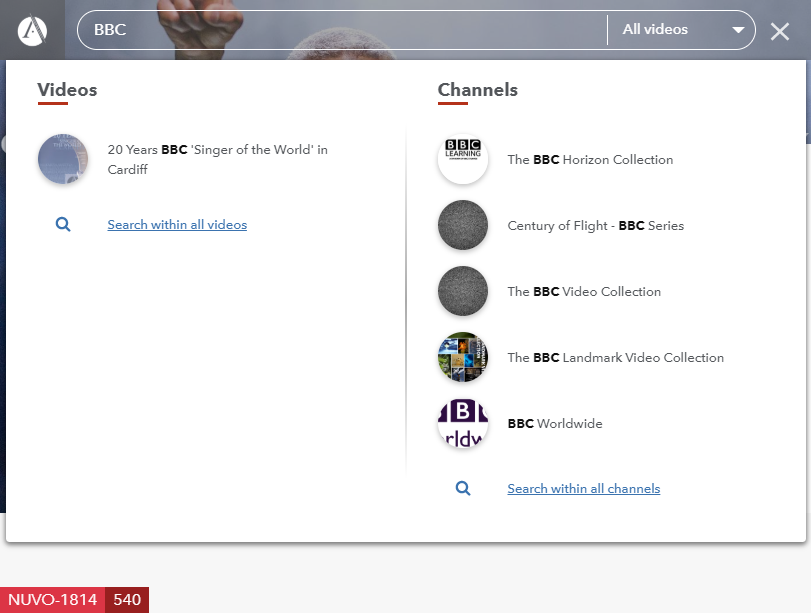 BBC
All videos
Videos
20 Years BBC 'Singer of the World' in
Cardiff
Search within all videos
Channels
BBC
LEARNING
The BBC Horizon Collection
Century of Flight - BBC Series
The BBC Video Collection
The BBC Landmark Video Collection
B
rldw
BBC Worldwide
Search within all channels
NUVO-1814 540